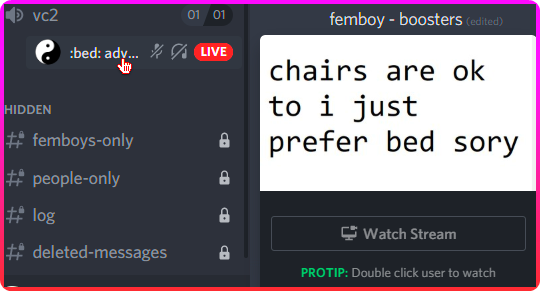 vc2
01 / 01
:bed: adv...
LIVE
HIDDEN
femboys-only
people-only
log
deleted-messages
femboy - boosters (edited)
chairs are ok
to i just
prefer bed sory
Watch Stream
PROTIP: Double click user to watch